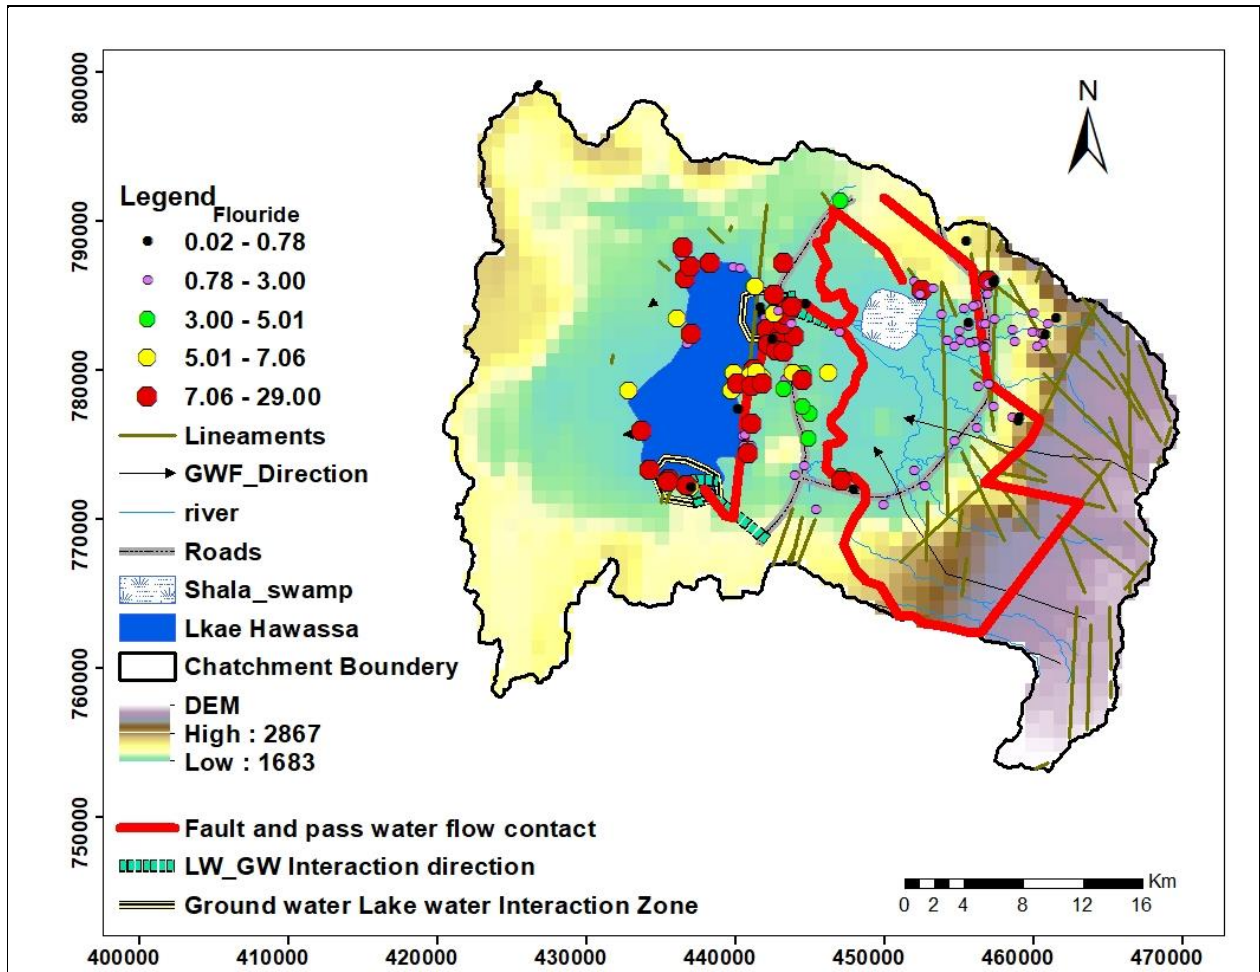 800000
790000
780000
770000
760000
750000
N
Legend
Flouride
0.02 - 0.78
0.78 - 3.00
3.00 - 5.01
5.01 - 7.06
7.06 - 29.00
Lineaments
GWF_Direction
river
Roads
Shala_swamp
Lkae Hawassa
Chatchment Boundery
DEM
High : 2867
Low : 1683
Fault and pass water flow contact
LW_GW Interaction direction
Ground water Lake water Interaction Zone
Km
0 2 4 8 12 16
400000 410000 420000 430000 440000 450000 460000 470000